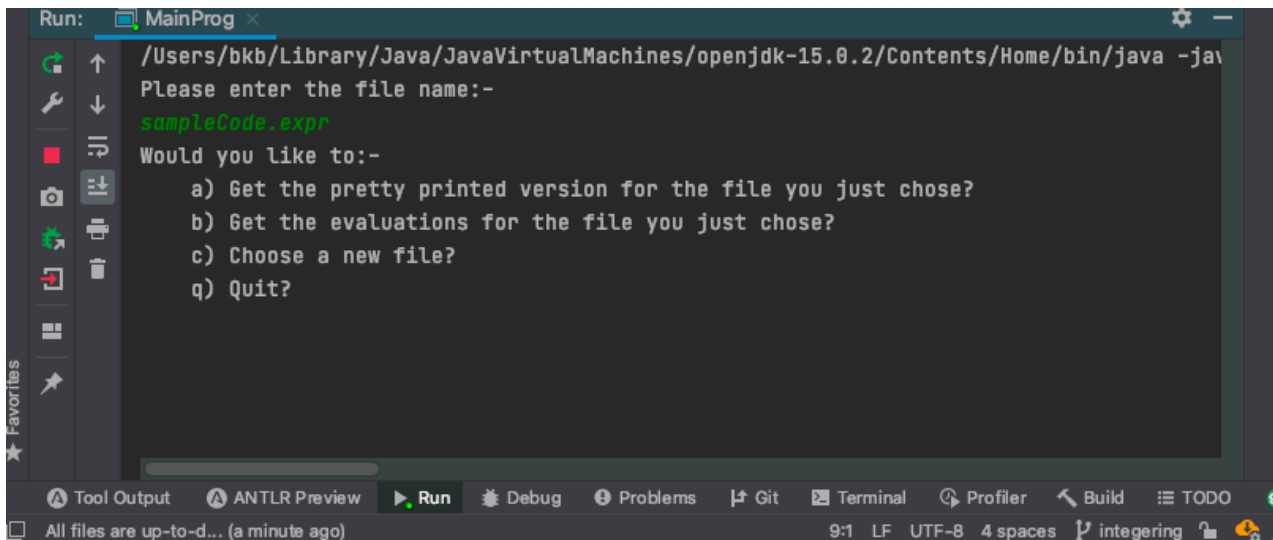 Run: MainProg
/Users/bkb/Library/Java/JavaVirtualMachines/openjdk-15.0.2/Contents/Home/bin/java -jav
Please enter the file name:-
sampleCode.expr
Would you like to:-
a) Get the pretty printed version for the file you just chose?
b) Get the evaluations for the file you just chose?
c) Choose a new file?
q) Quit?
Favorites
Tool Output ANTLR Preview Run Debug Problems Git Terminal Profiler Build TODO
All files are up-to-d... (a minute ago) 9:1 LF UTF-8 4 spaces integering